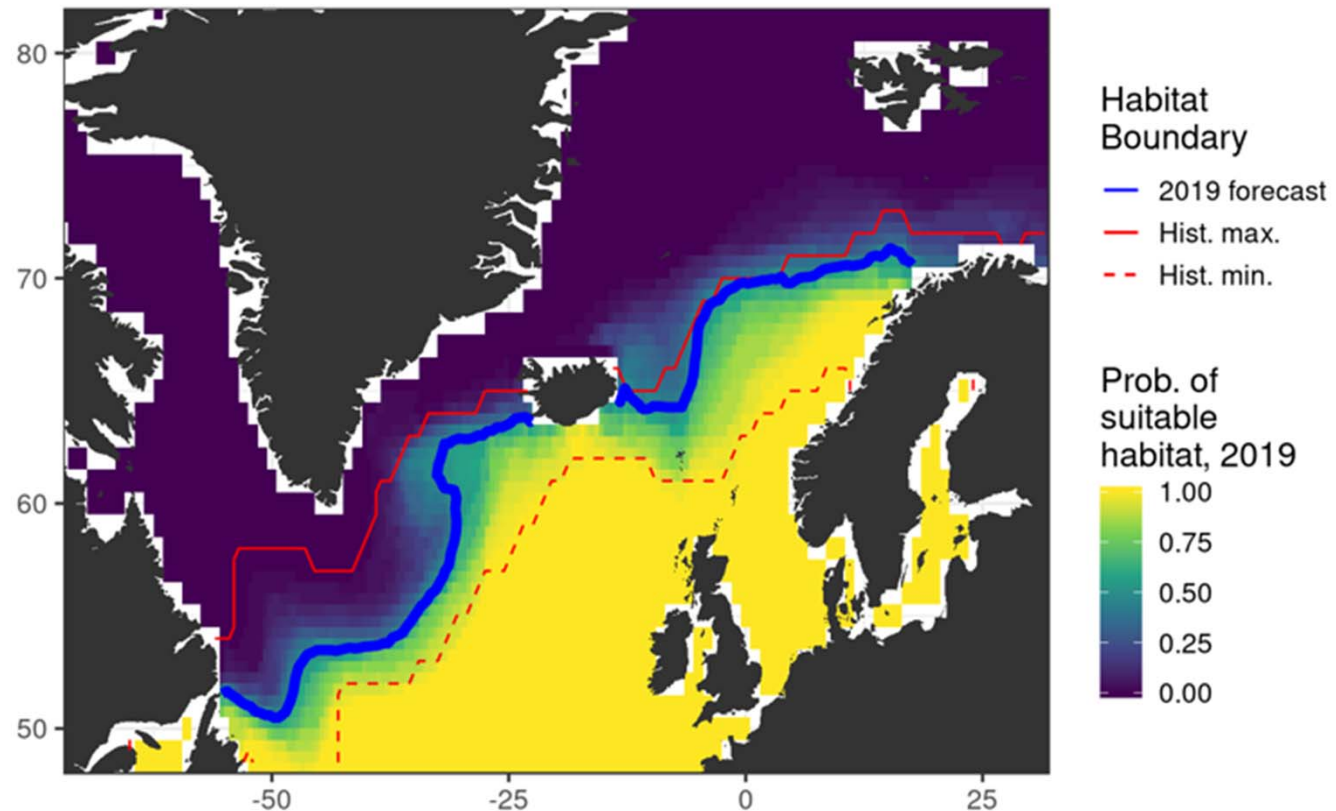 80
70
60
50
-50
-25
0
25
Habitat
Boundary
2019 forecast
Hist. max.
Hist. min.
Prob. of
suitable
habitat, 2019
1.00
0.75
0.50
0.25
0.00